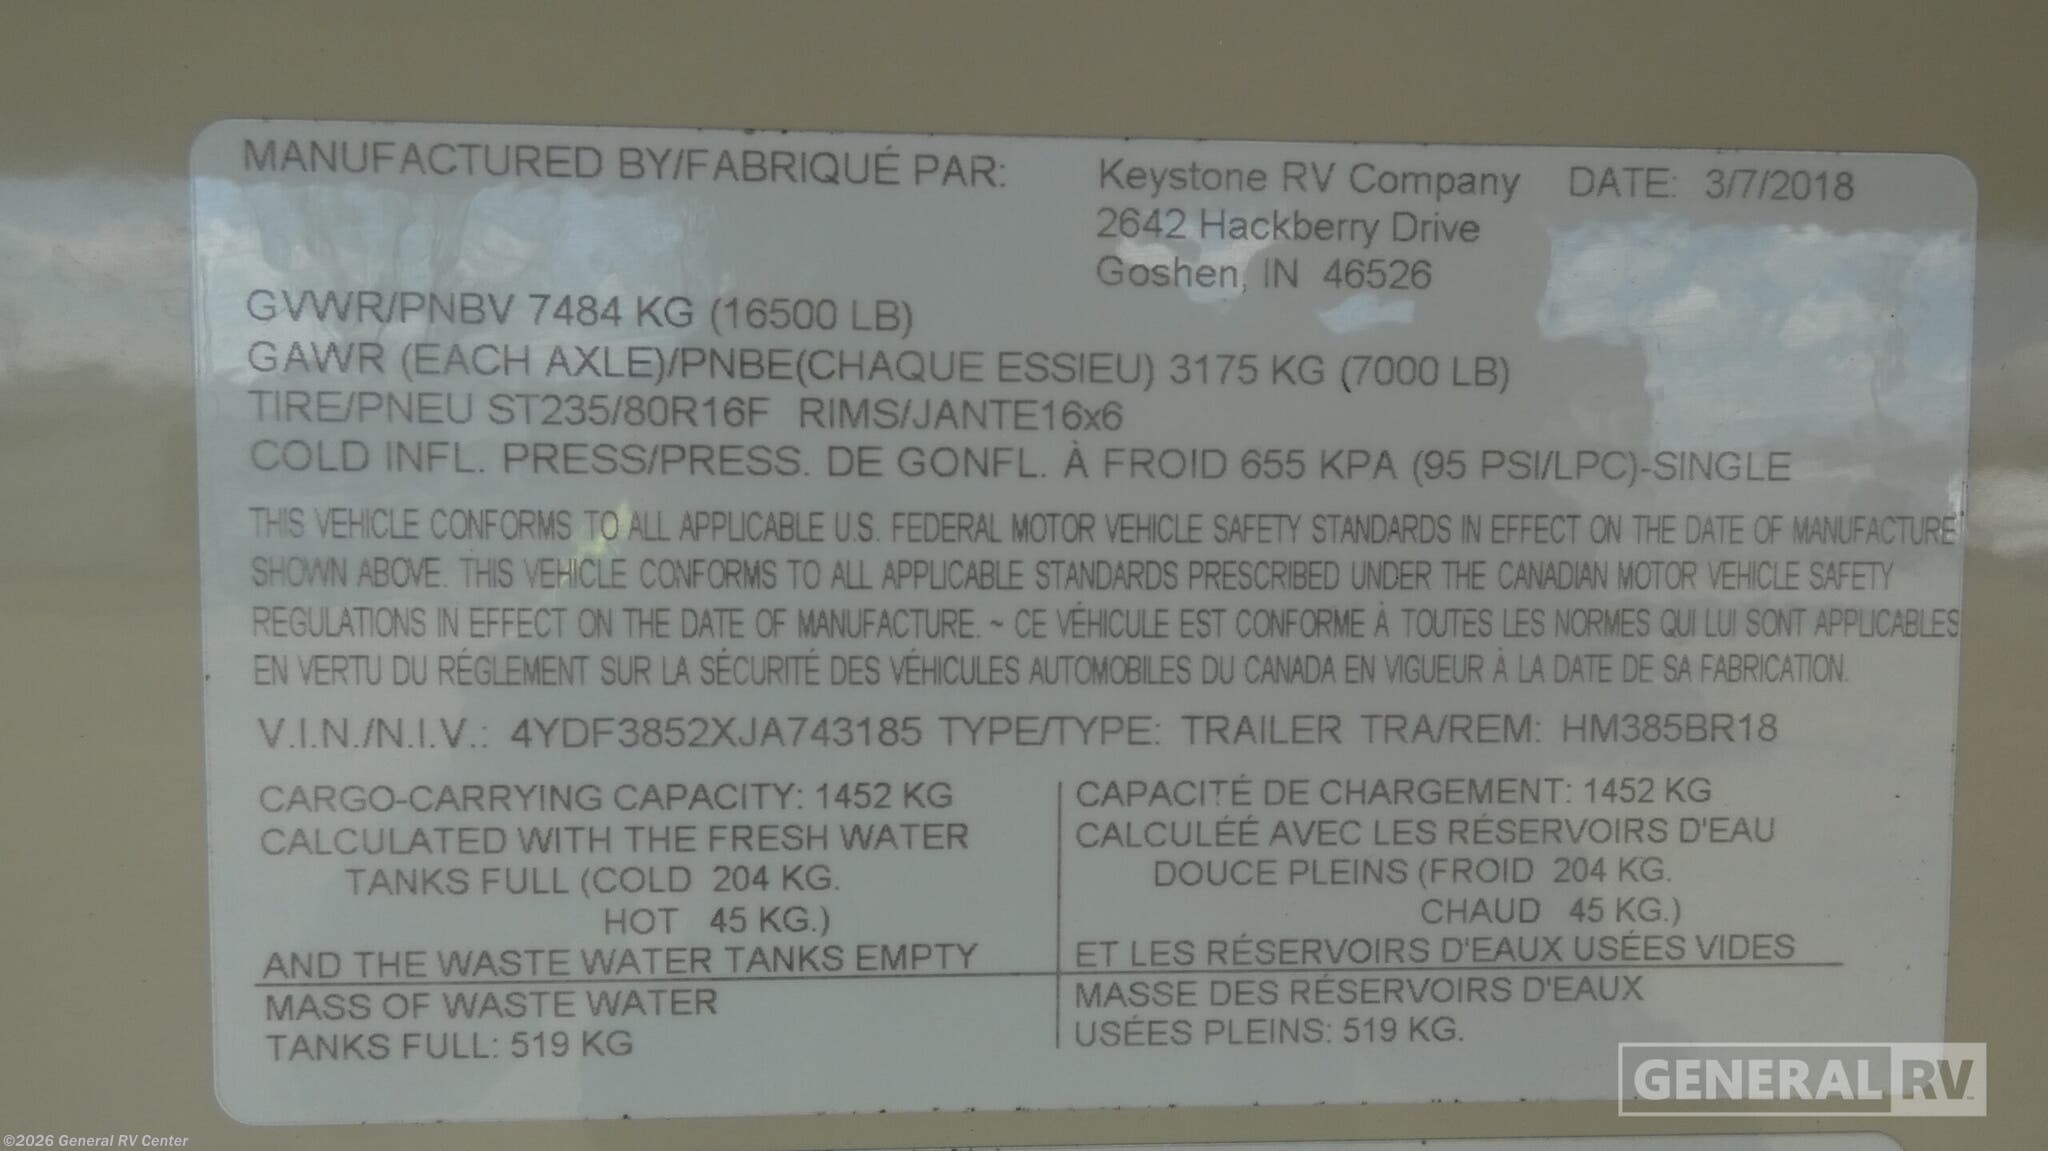 MANUFACTURED BY/FABRIQUÉ PAR: Keystone RV Company DATE: 3/7/2018
2642 Hackberry Drive
Goshen, IN 46526
GVWR/PNBV 7484 KG (16500 LB)
GAWR (EACH AXLE)/PNBE(CHAQUE ESSIEU) 3175 KG (7000 LB)
TIRE/PNEU ST235/80R16F RIMS/JANTE16x6
COLD INFL. PRESS/PRESS. DE GONFL. À FROID 655 KPA (95 PSI/LPC)-SINGLE
THIS VEHICLE CONFORMS TO ALL APPLICABLE U.S. FEDERAL MOTOR VEHICLE SAFETY STANDARDS IN EFFECT ON THE DATE OF MANUFACTURE
SHOWN ABOVE. THIS VEHICLE CONFORMS TO ALL APPLICABLE STANDARDS PRESCRIBED UNDER THE CANADIAN MOTOR VEHICLE SAFETY
REGULATIONS IN EFFECT ON THE DATE OF MANUFACTURE. ~ CE VÉHICULE EST CONFORME À TOUTES LES NORMES QUI LUI SONT APPLICABLES
EN VERTU DU RÉGLEMENT SUR LA SÉCURITÉ DES VÉHICULES AUTOMOBILES DU CANADA EN VIGUEUR À LA DATE DE SA FABRICATION.
V.I.N./N.I.V.: 4YDF3852XJA743185 TYPE/TYPE: TRAILER TRA/REM: HM385BR18
CARGO-CARRYING CAPACITY: 1452 KG
CALCULATED WITH THE FRESH WATER
TANKS FULL (COLD 204 KG.
HOT 45 KG.)
AND THE WASTE WATER TANKS EMPTY
MASS OF WASTE WATER
TANKS FULL: 519 KG
CAPACITÉ DE CHARGEMENT: 1452 KG
CALCULÉÉ AVEC LES RÉSERVOIRS D'EAU
DOUCE PLEINS (FROID 204 KG.
CHAUD 45 KG.)
ET LES RÉSERVOIRS D'EAUX USÉES VIDES
MASSE DES RÉSERVOIRS D'EAUX
USÉES PLEINS: 519 KG.
GENERAL RV
©2026 General RV Center